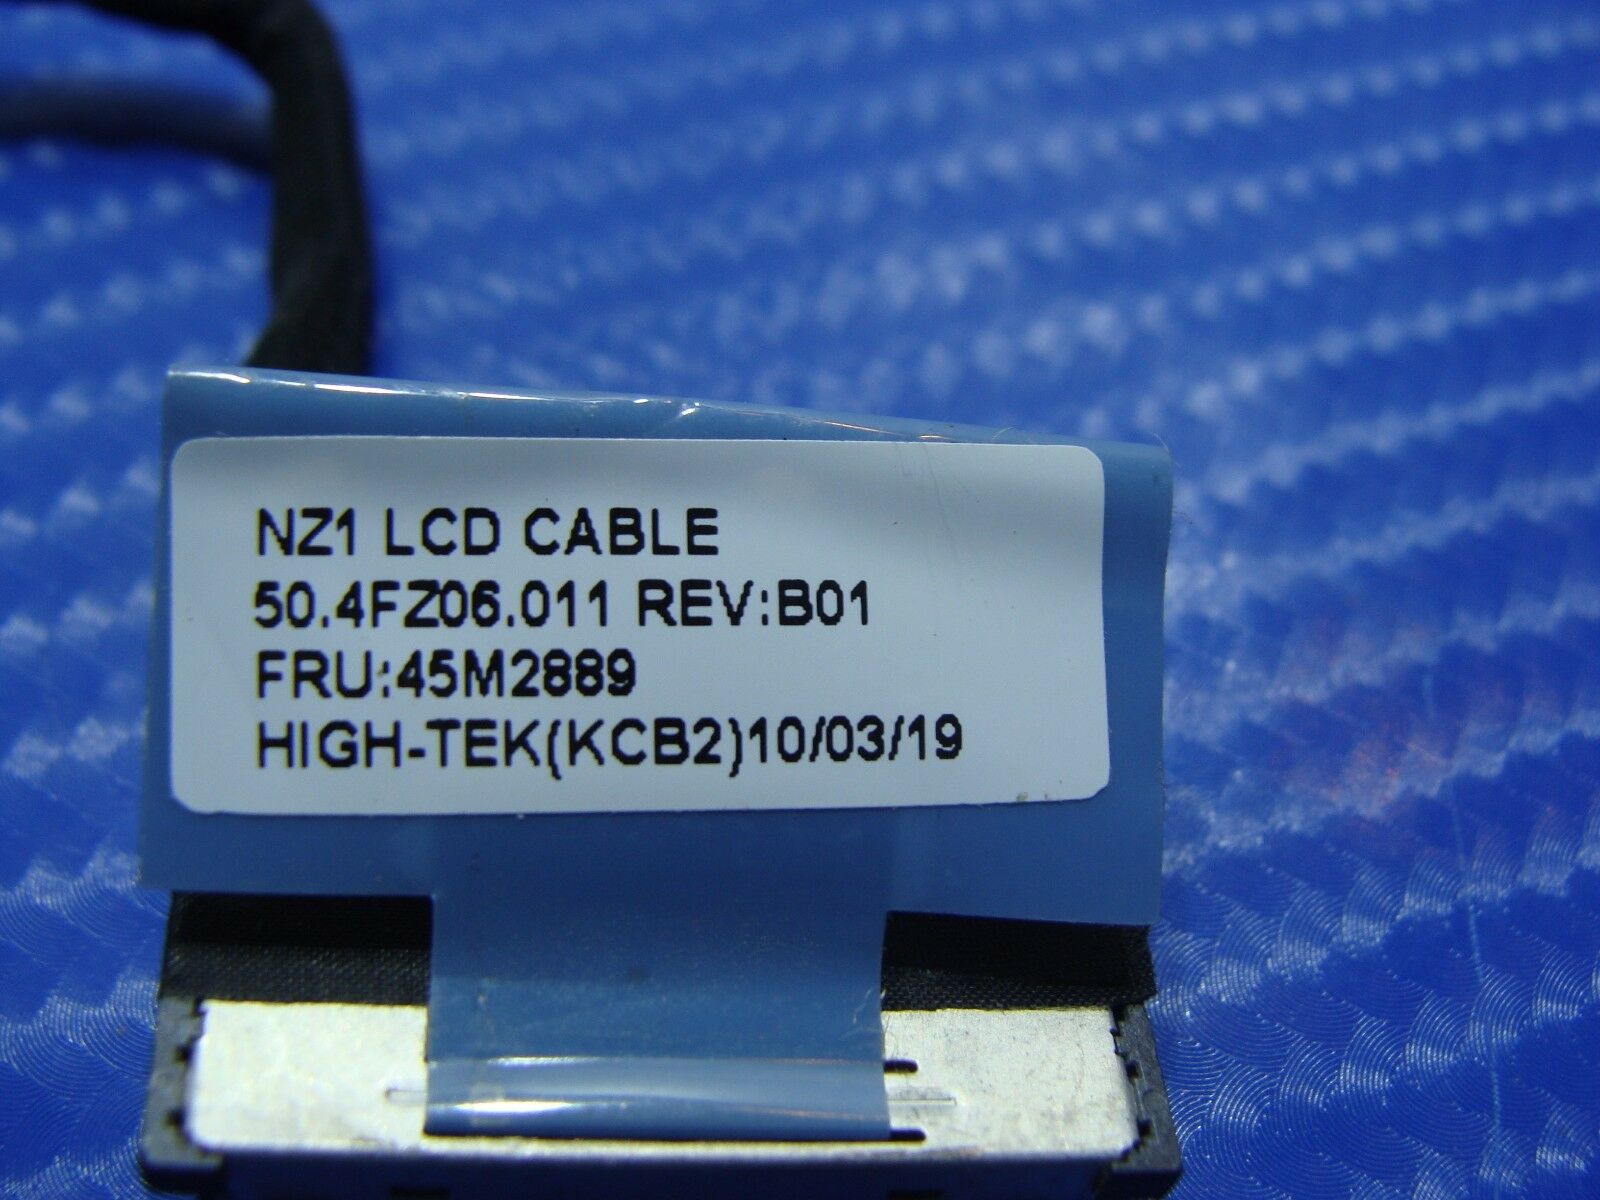 NZ1 LCD CABLE
50.4FZ06.011 REV:B01
FRU:45M2889
HIGH-TEK(KCB2)10/03/19